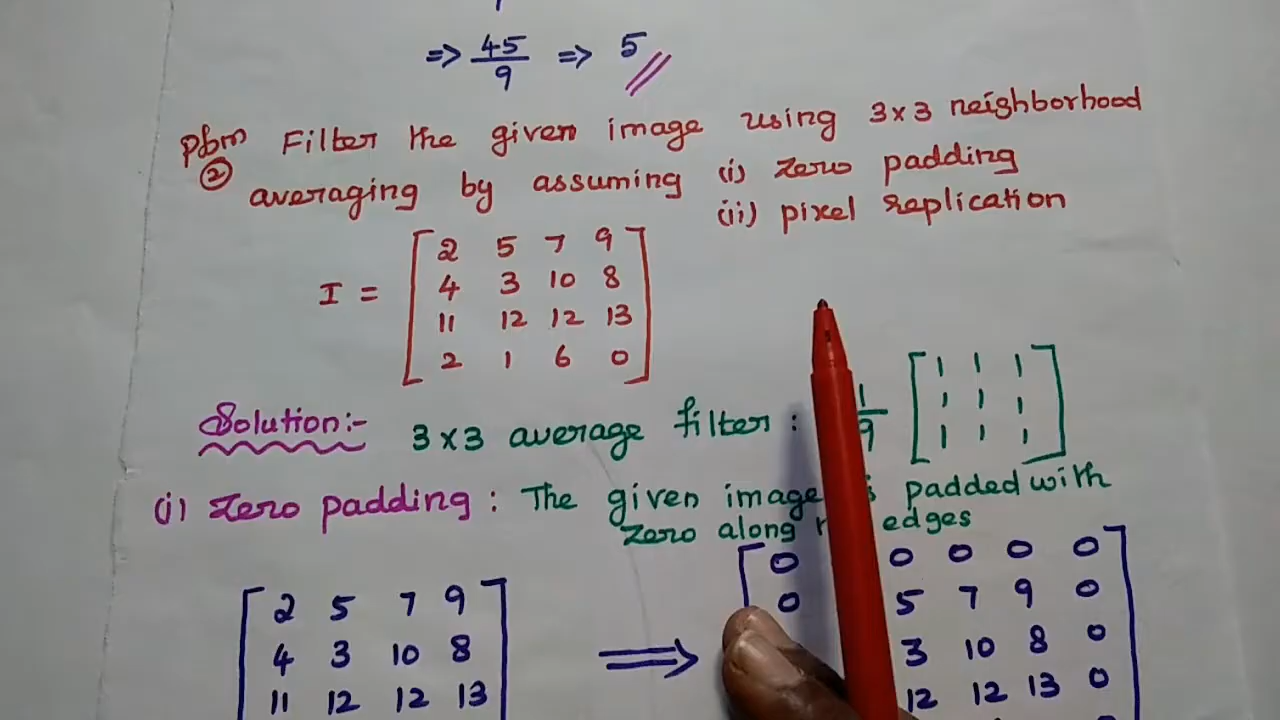 => 45/9 => 5
Pbm ② Filter the given image using 3x3 neighborhood
averaging by assuming (i) zero padding
(ii) pixel replication
I = [ 2 5 7 9
4 3 10 8
11 12 12 13
2 1 6 0 ]
Solution:- 3x3 average filter : 1/9 [ 1 1 1
1 1 1
1 1 1 ]
(i) Zero padding : The given image padded with
zero along edges
[ 2 5 7 9 ]
4 3 10 8
11 12 12 13
=>
[ 0 0 0 0 0 ]
0 5 7 9 0
3 10 8 0
12 12 13 0